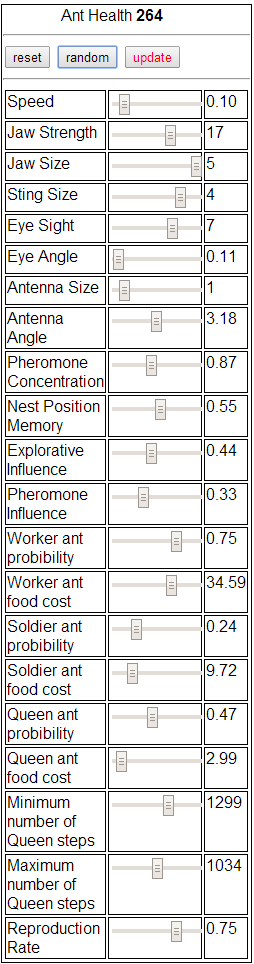 Ant Health 264
reset random update
Speed 0.10
Jaw Strength 17
Jaw Size 5
Sting Size 4
Eye Sight 7
Eye Angle 0.11
Antenna Size 1
Antenna 3.18
Angle
Pheromone 0.87
Concentration
Nest Position 0.55
Memory
Explorative 0.44
Influence
Pheromone 0.33
Influence
Worker ant 0.75
probibility
Worker ant 34.59
food cost
Soldier ant 0.24
probibility
Soldier ant 9.72
food cost
Queen ant 0.47
probibility
Queen ant 2.99
food cost
Minimum 1299
number of
Queen steps
Maximum 1034
number of
Queen steps
Reproduction 0.75
Rate